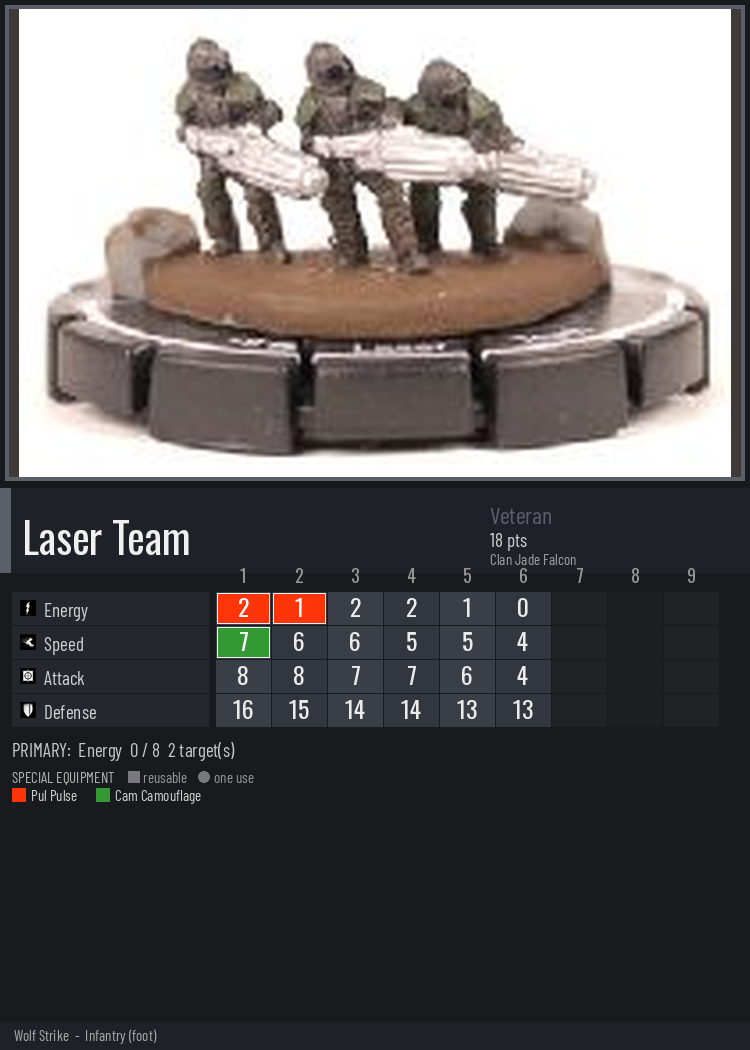 Laser Team
Veteran
18 pts
Clan Jade Falcon
1 2 3 4 5 6 7 8 9
Energy 2 1 2 2 1 0
Speed 7 6 6 5 5 4
Attack 8 8 7 7 6 4
Defense 16 15 14 14 13 13
PRIMARY: Energy 0 / 8 2 target(s)
SPECIAL EQUIPMENT reusable one use
Pul Pulse Cam Camouflage
Wolf Strike - Infantry (foot)